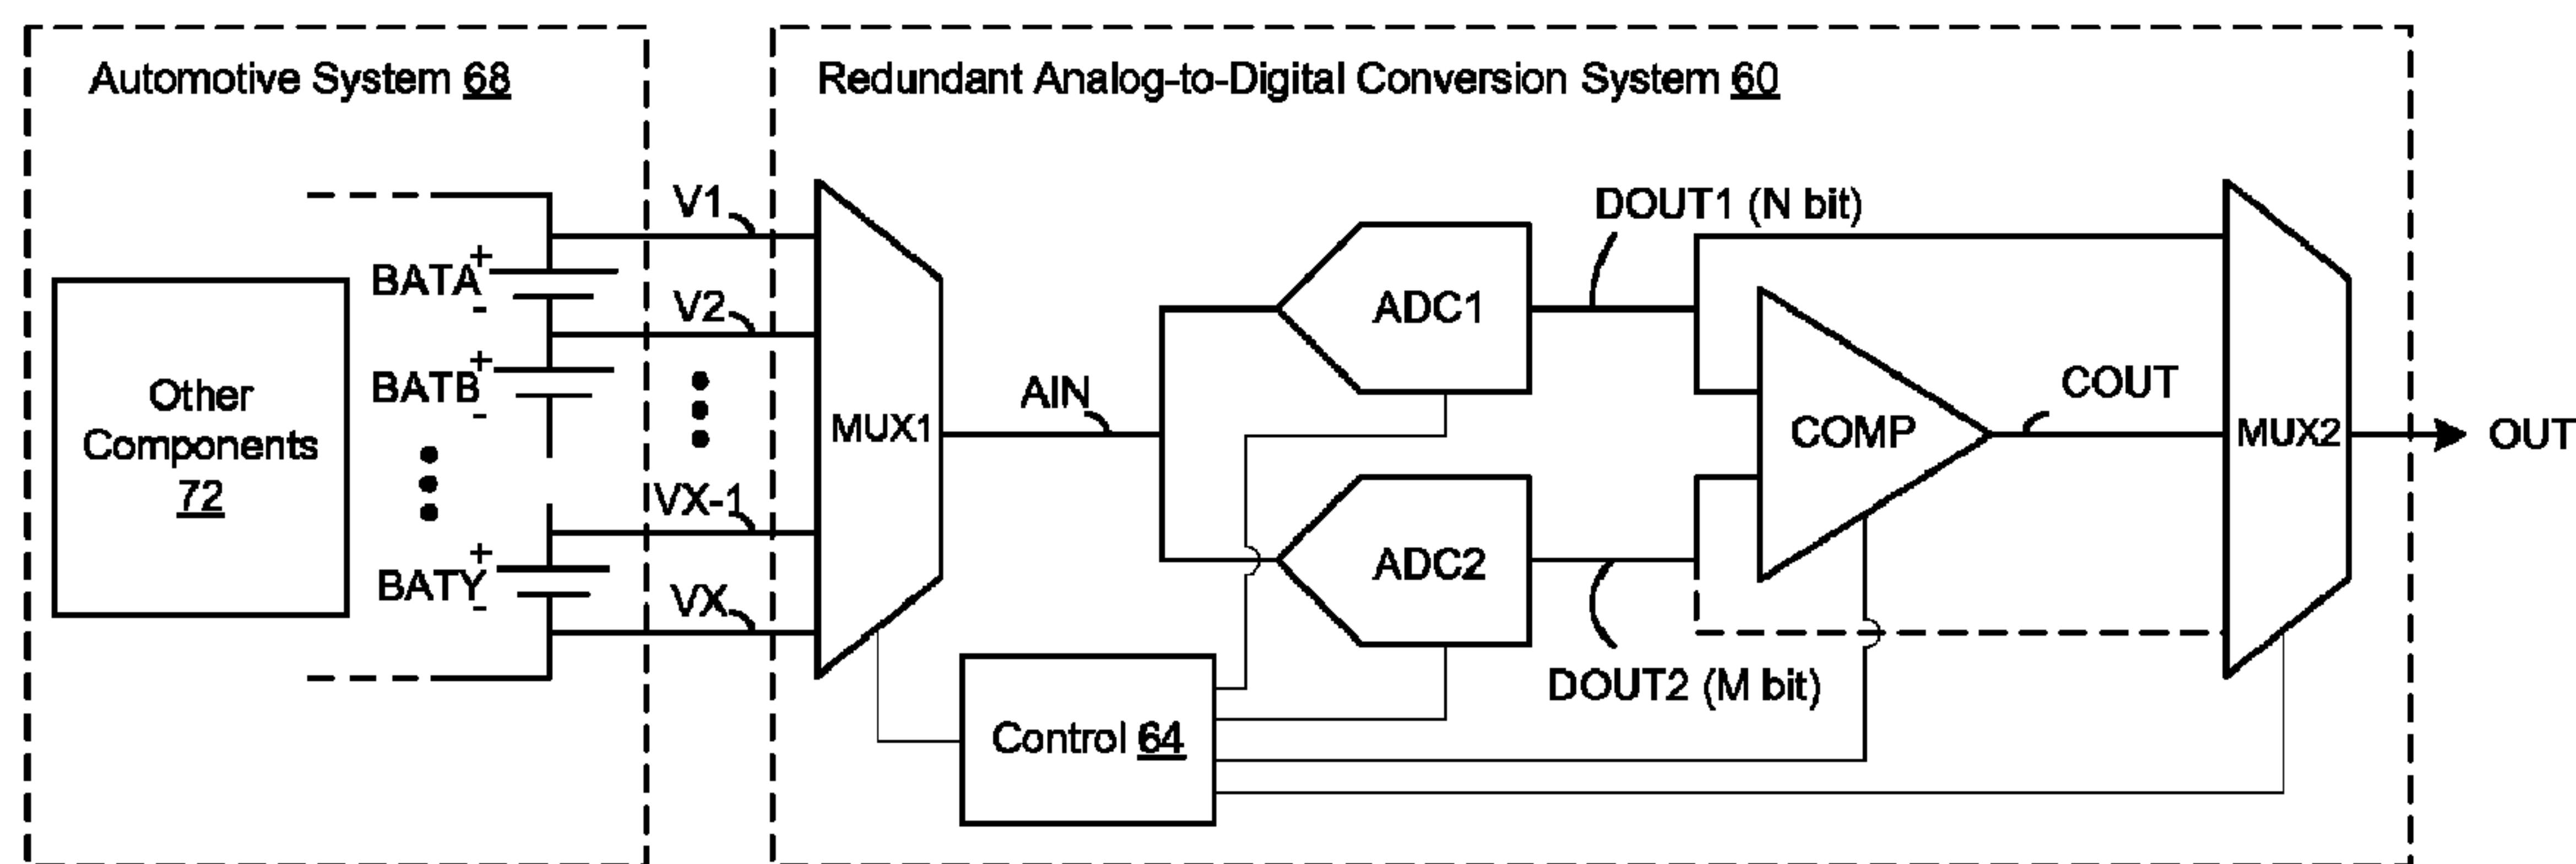 Automotive System 68
Redundant Analog-to-Digital Conversion System 60
V1
DOUT1 (N bit)
+
BATA
-
V2
ADC1
Other
Components
72
+
BATB
-
AIN
MUX1
COMP
COUT
MUX2
OUT
VX-1
+
BATY
-
VX
ADC2
DOUT2 (M bit)
Control 64